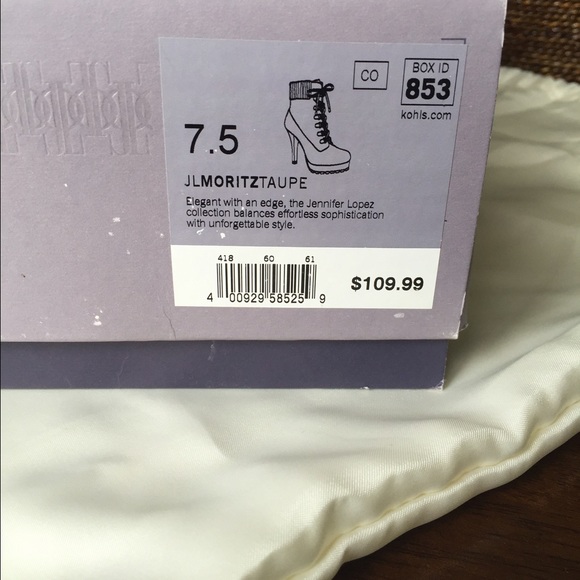 CO
BOX ID
853
kohls.com
7.5
JLMORITZTAUPE
Elegant with an edge, the Jennifer Lopez
collection balances effortless sophistication
with unforgettable style.
418 60 61
4 00929 58525 9
$109.99